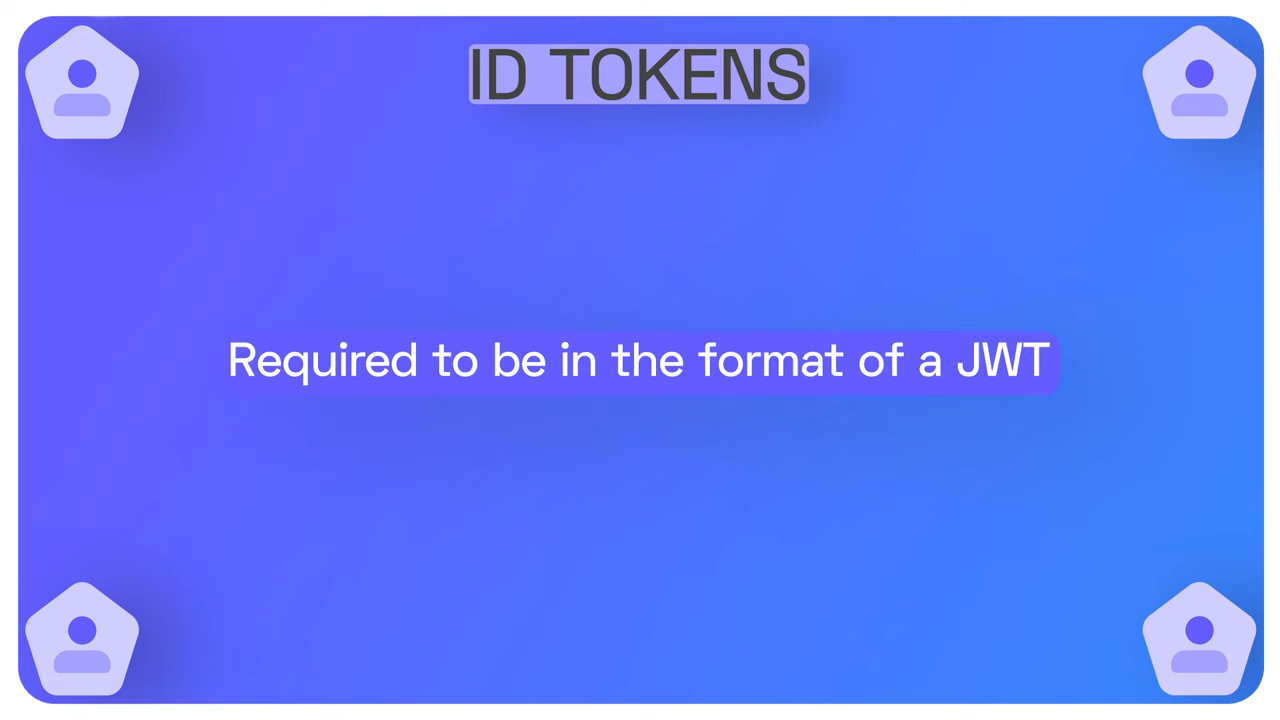 ID TOKENS
Required to be in the format of a JWT